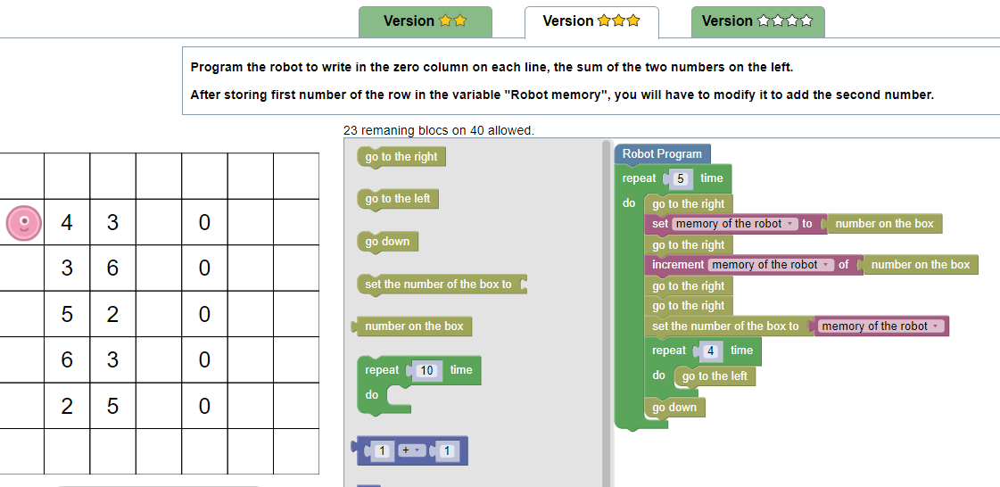 Version
Version
Version
Program the robot to write in the zero column on each line, the sum of the two numbers on the left.
After storing first number of the row in the variable "Robot memory", you will have to modify it to add the second number.
23 remaning blocs on 40 allowed.
4 3 0
3 6 0
5 2 0
6 3 0
2 5 0
go to the right
go to the left
go down
set the number of the box to
number on the box
repeat 10 time
do
1 + 1
Robot Program
repeat 5 time
do go to the right
set memory of the robot to number on the box
go to the right
increment memory of the robot of number on the box
go to the right
go to the right
set the number of the box to memory of the robot
repeat 4 time
do go to the left
go down